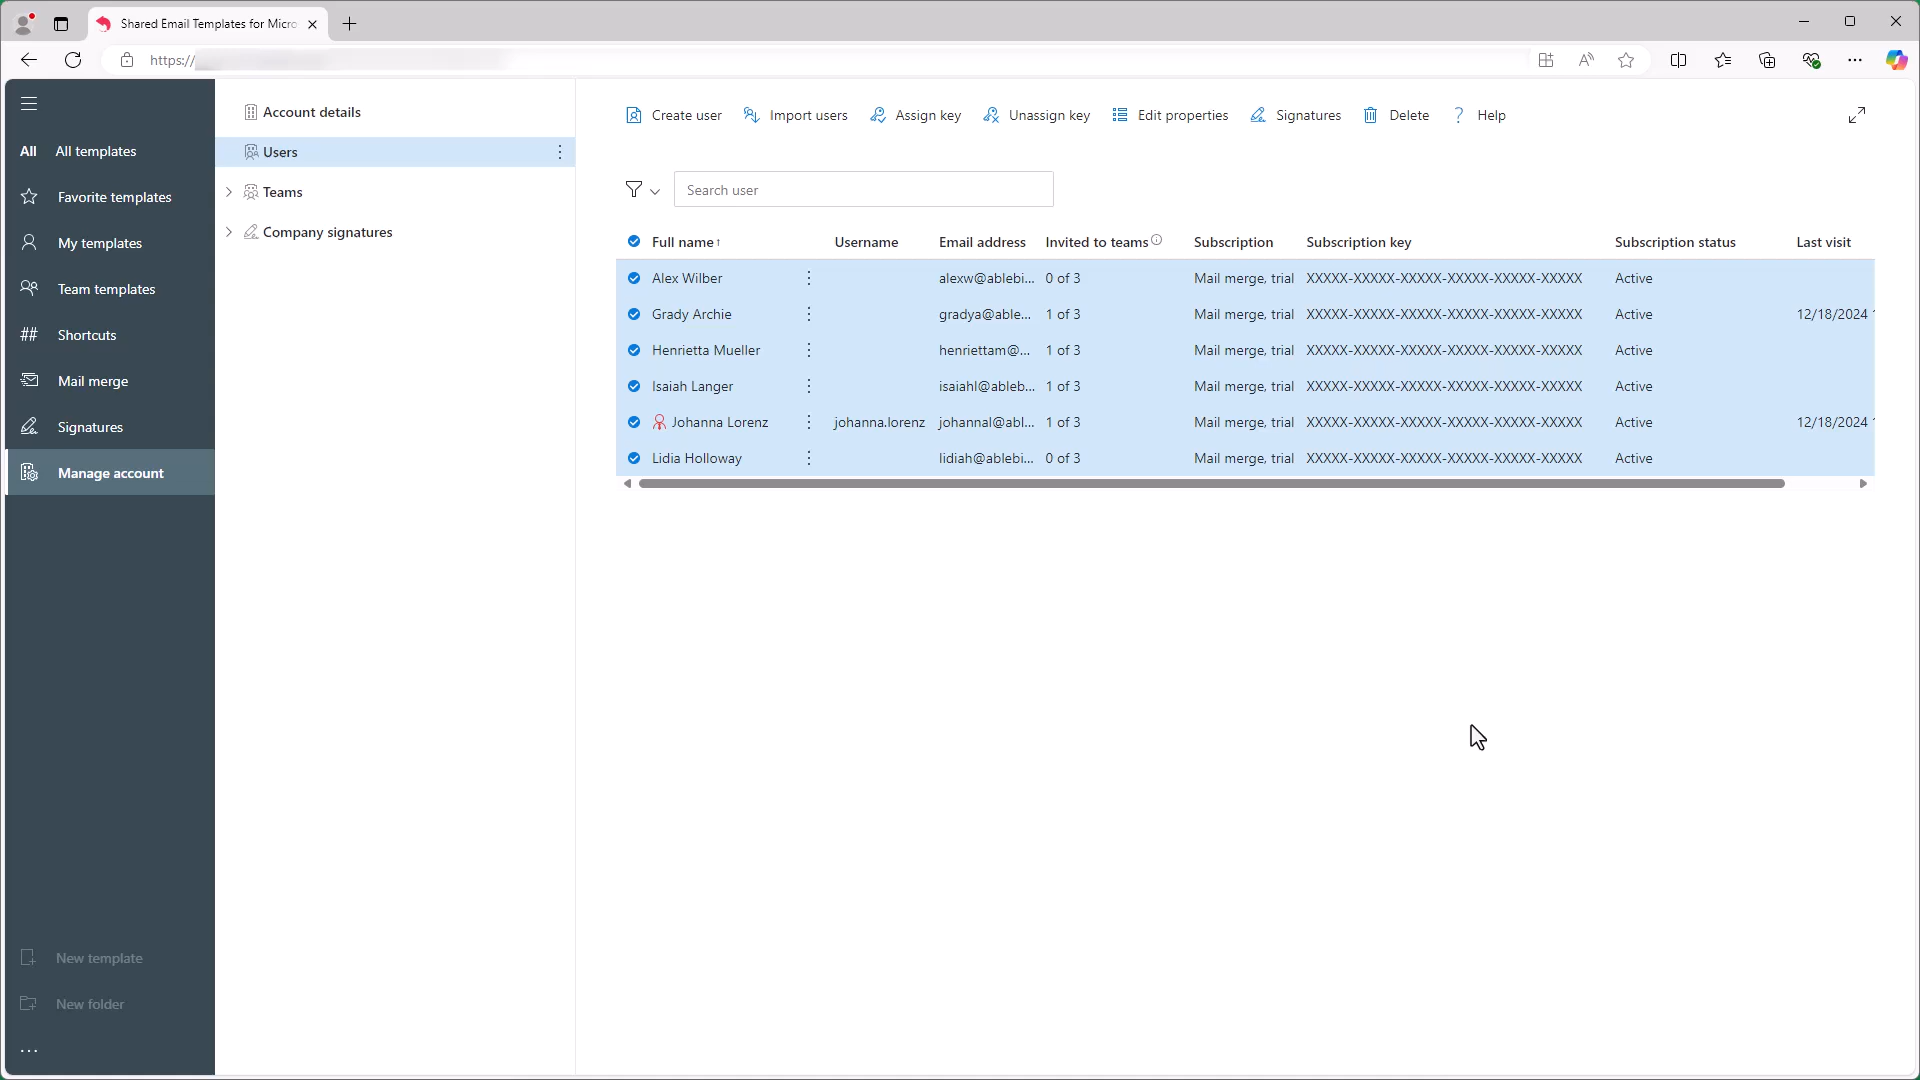 Shared Email Templates for Micro
https://
All All templates
Favorite templates
My templates
Team templates
## Shortcuts
Mail merge
Signatures
Manage account
New template
New folder
...
Account details
Users
Teams
Company signatures
Create user Import users Assign key Unassign key Edit properties Signatures Delete ? Help
Search user
Full name↑ Username Email address Invited to teams Subscription Subscription key Subscription status Last visit
Alex Wilber alexw@ablebi... 0 of 3 Mail merge, trial XXXXX-XXXXX-XXXXX-XXXXX-XXXXX-XXXXX Active
Grady Archie gradya@able... 1 of 3 Mail merge, trial XXXXX-XXXXX-XXXXX-XXXXX-XXXXX-XXXXX Active 12/18/2024
Henrietta Mueller henriettam@... 1 of 3 Mail merge, trial XXXXX-XXXXX-XXXXX-XXXXX-XXXXX-XXXXX Active
Isaiah Langer isaiahl@ableb... 1 of 3 Mail merge, trial XXXXX-XXXXX-XXXXX-XXXXX-XXXXX-XXXXX Active
Johanna Lorenz johanna.lorenz johannal@abl... 1 of 3 Mail merge, trial XXXXX-XXXXX-XXXXX-XXXXX-XXXXX-XXXXX Active 12/18/2024
Lidia Holloway lidiah@ablebi... 0 of 3 Mail merge, trial XXXXX-XXXXX-XXXXX-XXXXX-XXXXX-XXXXX Active